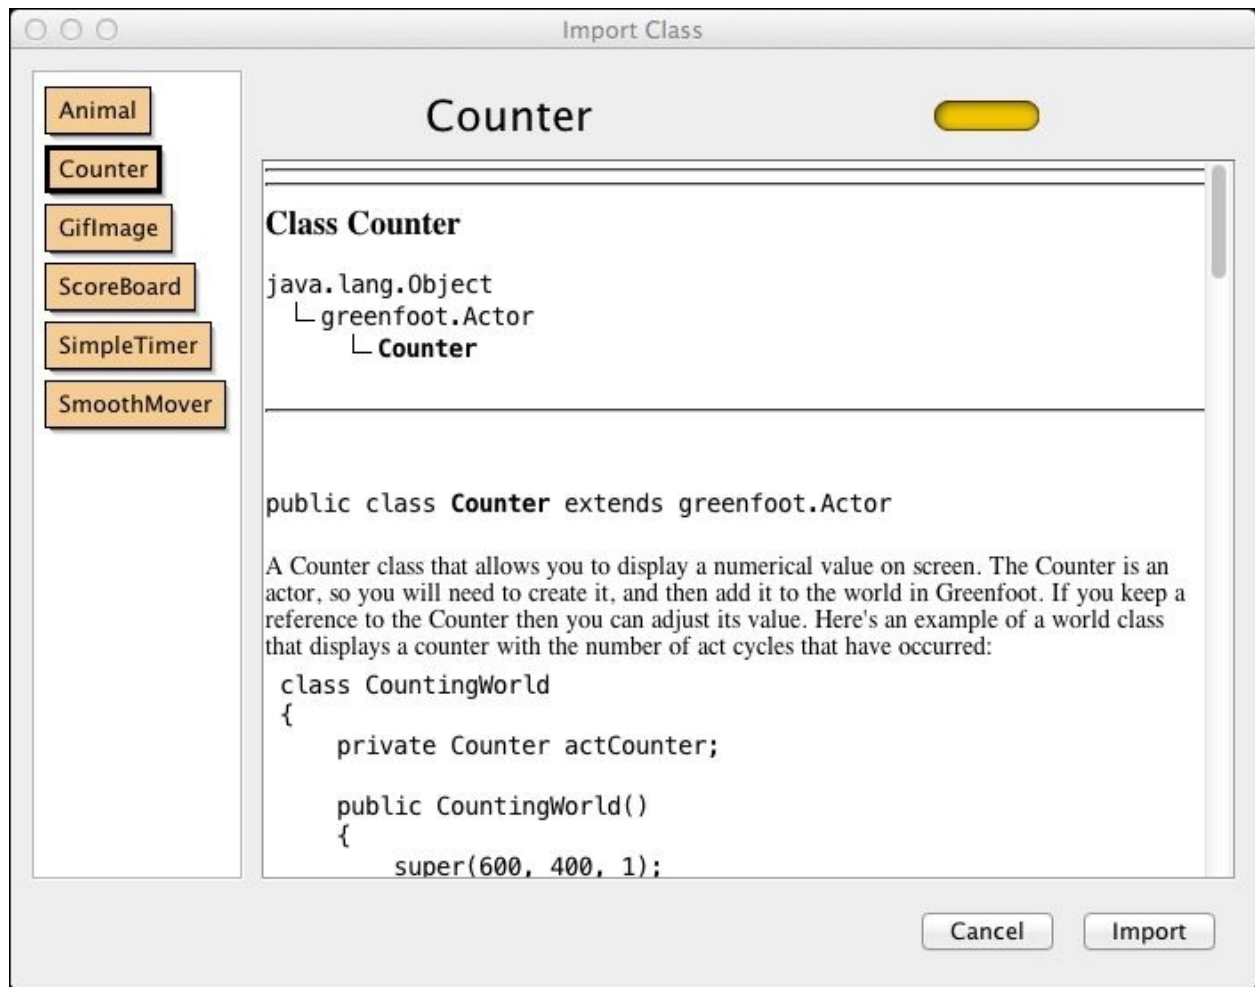 Import Class
Animal
Counter
GifImage
ScoreBoard
SimpleTimer
SmoothMover
Counter
Class Counter
java.lang.Object
greenfoot.Actor
Counter
public class Counter extends greenfoot.Actor
A Counter class that allows you to display a numerical value on screen. The Counter is an
actor, so you will need to create it, and then add it to the world in Greenfoot. If you keep a
reference to the Counter then you can adjust its value. Here's an example of a world class
that displays a counter with the number of act cycles that have occurred:
class CountingWorld
{
private Counter actCounter;
public CountingWorld()
{
super(600, 400, 1);
Cancel
Import